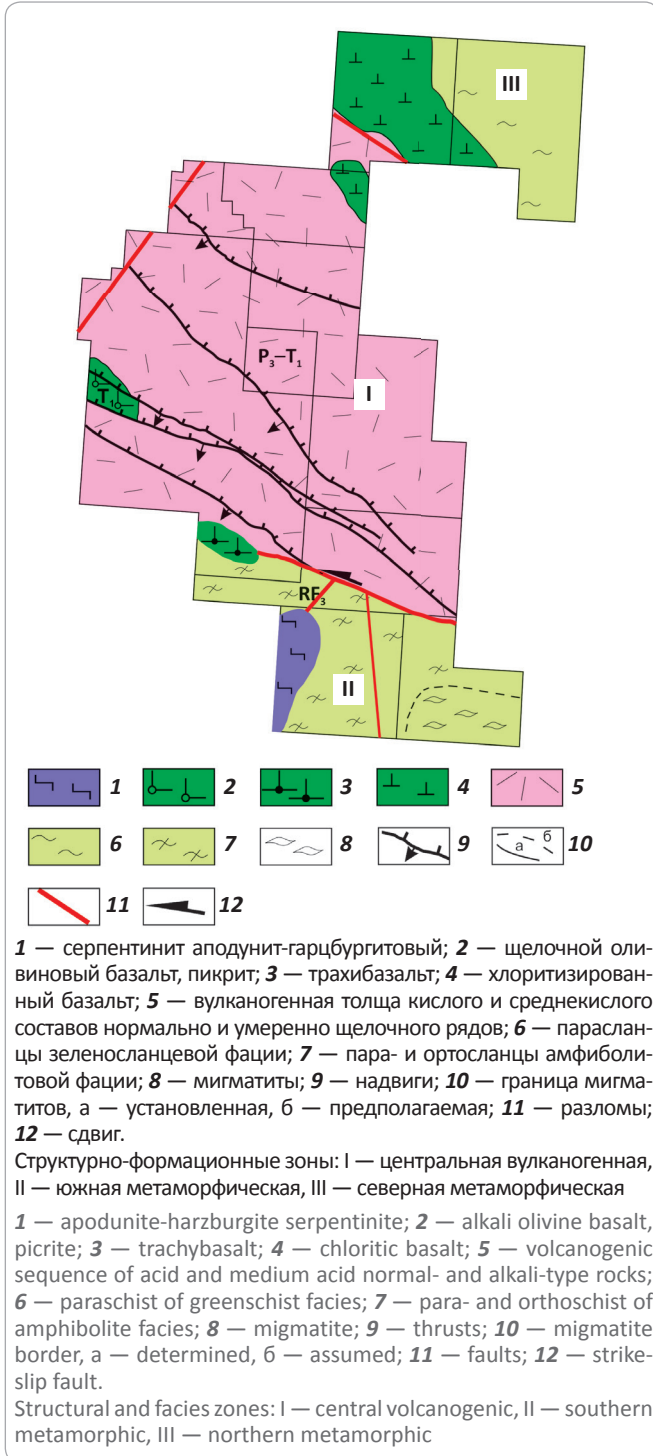 III
P₃–T₁
I
T₁
RF₃
II
1
2
3
4
5
6
7
8
9
а
б
10
11
12
1 — серпентинит аподунит-гарцбургитовый; 2 — щелочной оли-
виновый базальт, пикрит; 3 — трахибазальт; 4 — хлоритизирован-
ный базальт; 5 — вулканогенная толща кислого и среднекислого
составов нормально и умеренно щелочного рядов; 6 — параслан-
цы зеленосланцевой фации; 7 — пара- и ортосланцы амфиболи-
товой фации; 8 — мигматиты; 9 — надвиги; 10 — граница мигма-
титов, а — установленная, б — предполагаемая; 11 — разломы;
12 — сдвиг.
Структурно-формационные зоны: I — центральная вулканогенная,
II — южная метаморфическая, III — северная метаморфическая
1 — apodunite-harzburgite serpentinite; 2 — alkali olivine basalt,
picrite; 3 — trachybasalt; 4 — chloritic basalt; 5 — volcanogenic
sequence of acid and medium acid normal- and alkali-type rocks;
6 — paraschist of greenschist facies; 7 — para- and orthoschist of
amphibolite facies; 8 — migmatite; 9 — thrusts; 10 — migmatite
border, а — determined, б — assumed; 11 — faults; 12 — strike-
slip fault.
Structural and facies zones: I — central volcanogenic, II — southern
metamorphic, III — northern metamorphic